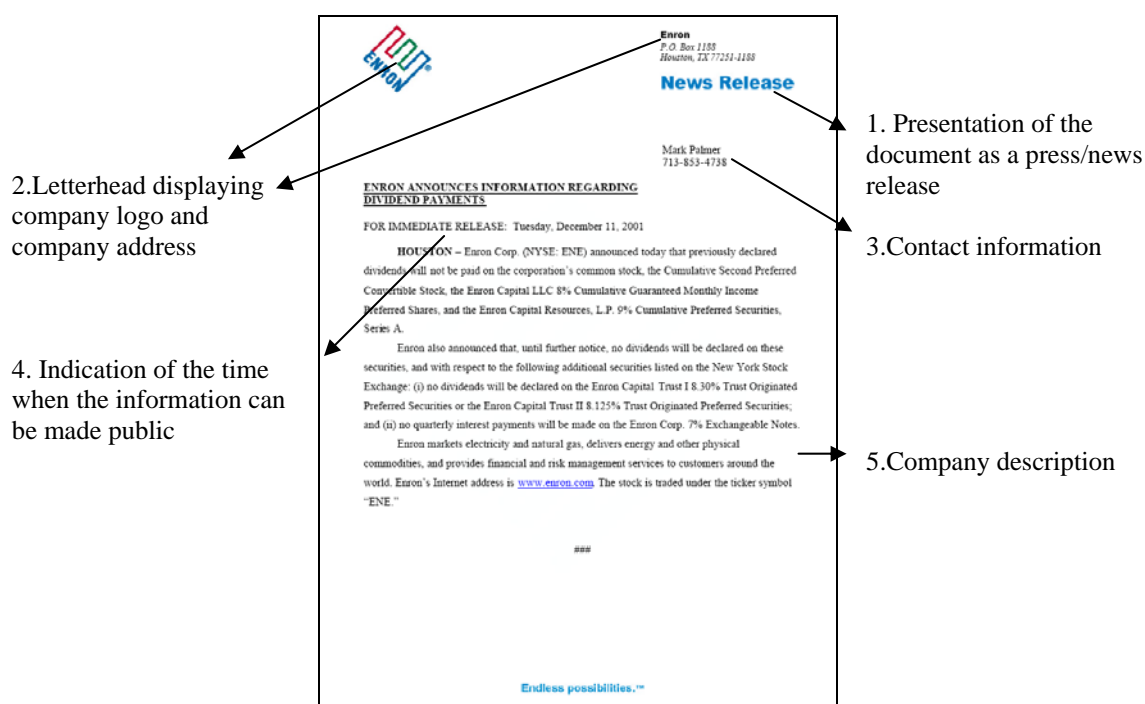 ENRON
Enron
P.O. Box 1188
Houston, TX 77251-1188
News Release
1. Presentation of the
document as a press/news
release
Mark Palmer
713-853-4738
2.Letterhead displaying
company logo and
company address
3.Contact information
ENRON ANNOUNCES INFORMATION REGARDING
DIVIDEND PAYMENTS
FOR IMMEDIATE RELEASE: Tuesday, December 11, 2001
HOUSTON – Enron Corp. (NYSE: ENE) announced today that previously declared
dividends will not be paid on the corporation's common stock, the Cumulative Second Preferred
Convertible Stock, the Enron Capital LLC 8% Cumulative Guaranteed Monthly Income
Preferred Shares, and the Enron Capital Resources, L.P. 9% Cumulative Preferred Securities,
Series A.
4. Indication of the time
when the information can
be made public
Enron also announced that, until further notice, no dividends will be declared on these
securities, and with respect to the following additional securities listed on the New York Stock
Exchange: (i) no dividends will be declared on the Enron Capital Trust I 8.30% Trust Originated
Preferred Securities or the Enron Capital Trust II 8.125% Trust Originated Preferred Securities;
and (ii) no quarterly interest payments will be made on the Enron Corp. 7% Exchangeable Notes.
Enron markets electricity and natural gas, delivers energy and other physical
commodities, and provides financial and risk management services to customers around the
world. Enron's Internet address is www.enron.com. The stock is traded under the ticker symbol
"ENE."
5.Company description
###
Endless possibilities.™